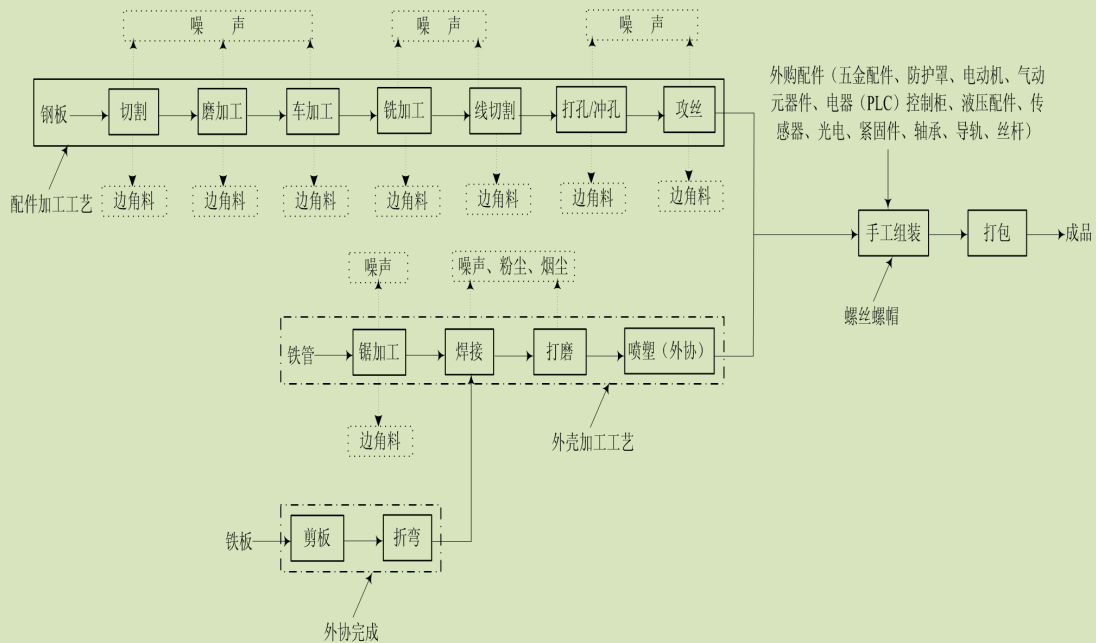 噪 声
噪 声
噪 声
外购配件（五金配件、防护罩、电动机、气动
元器件、电器（PLC）控制柜、液压配件、传
感器、光电、紧固件、轴承、导轨、丝杆）
钢板
切割
磨加工
车加工
铣加工
线切割
打孔/冲孔
攻丝
配件加工工艺
边角料
边角料
边角料
边角料
边角料
边角料
边角料
手工组装
打包
成品
噪声
噪声、粉尘、烟尘
螺丝螺帽
铁管
锯加工
焊接
打磨
喷塑（外协）
边角料
外壳加工工艺
铁板
剪板
折弯
外协完成